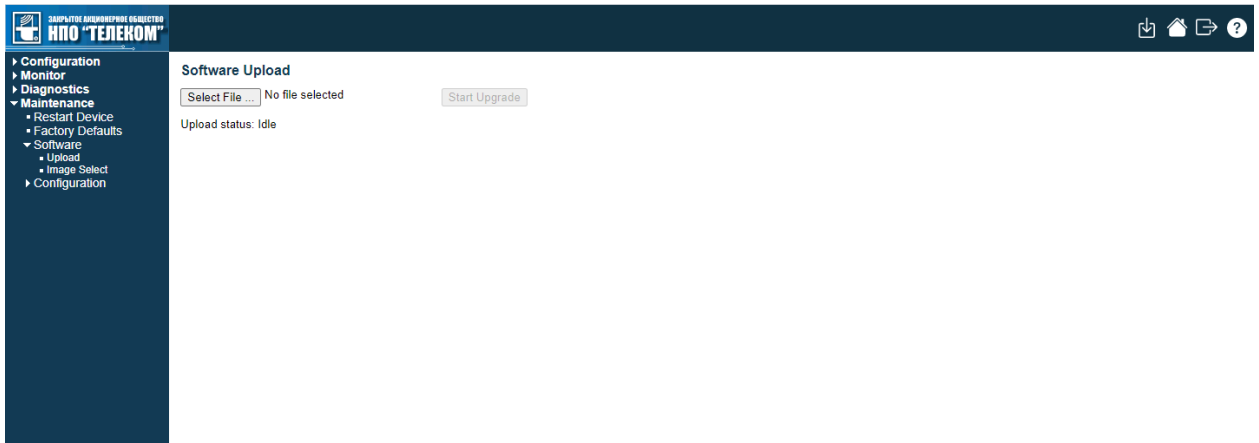 ЗАКРЫТОЕ АКЦИОНЕРНОЕ ОБЩЕСТВО
НПО “ТЕЛЕКОМ”
Configuration
Monitor
Diagnostics
Maintenance
Restart Device
Factory Defaults
Software
Upload
Image Select
Configuration
Software Upload
Select File ... No file selected Start Upgrade
Upload status: Idle